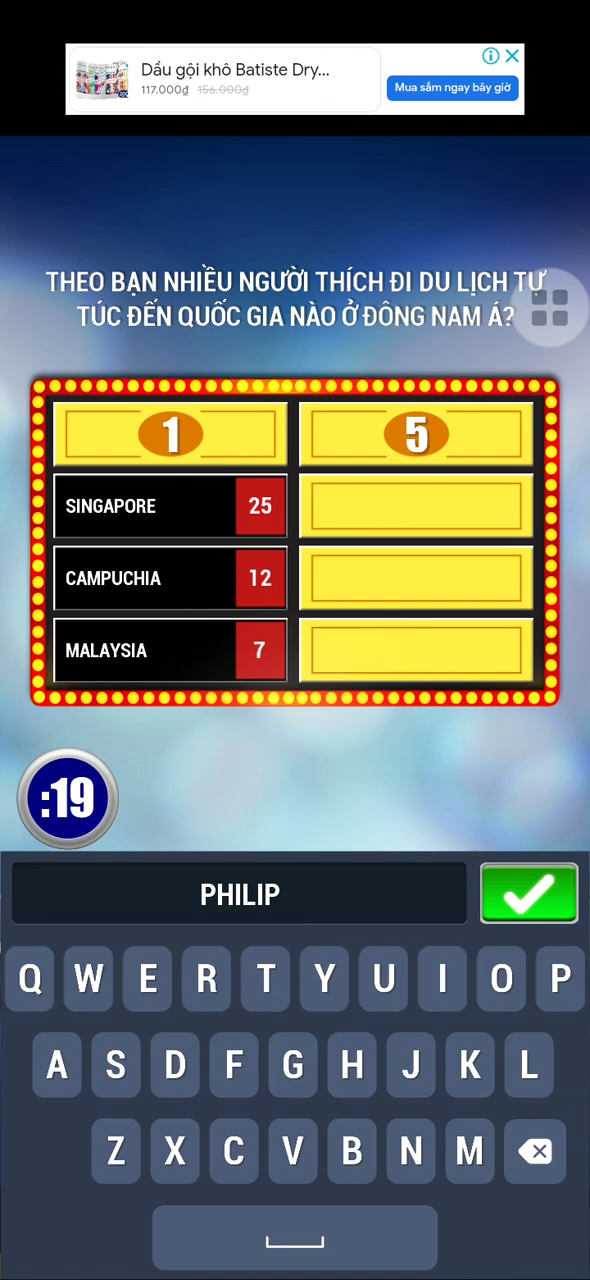 Dầu gội khô Batiste Dry...
117.000₫ 156.000₫
Mua sắm ngay bây giờ
THEO BẠN NHIỀU NGƯỜI THÍCH ĐI DU LỊCH TỰ
TÚC ĐẾN QUỐC GIA NÀO Ở ĐÔNG NAM Á?
1
5
SINGAPORE 25
CAMPUCHIA 12
MALAYSIA 7
:19
PHILIP
Q W E R T Y U I O P
A S D F G H J K L
Z X C V B N M